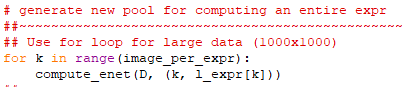 # generate new pool for computing an entire expr
##~~~~~~~~~~~~~~~~~~~~~~~~~~~~~~~~~~~~~~~~~~~~~~~~
## Use for loop for large data (1000x1000)
for k in range(image_per_expr):
    compute_enet(D, (k, l_expr[k]))